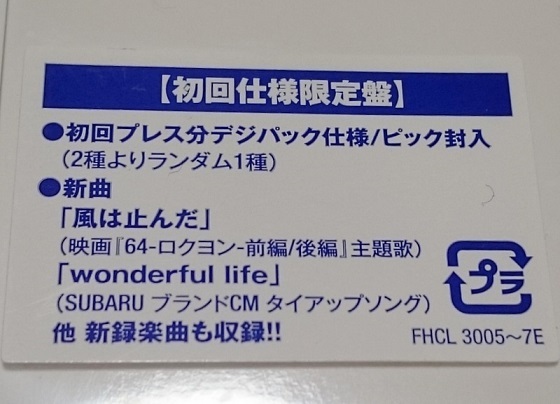 【初回仕様限定盤】
●初回プレス分デジパック仕様/ピック封入
(2種よりランダム1種)
●新曲
「風は止んだ」
(映画『64-ロクヨン-前編/後編』主題歌)
「wonderful life」
(SUBARU ブランドCM タイアップソング)
他 新録楽曲も収録!!
プラ
FHCL 3005〜7E